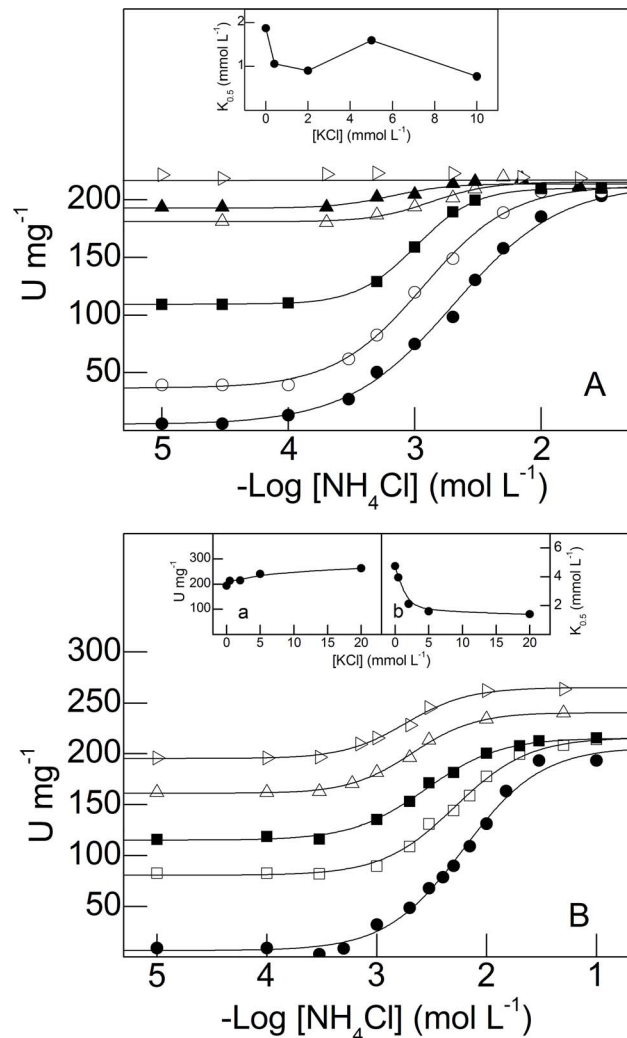 2
1
K0.5 (mmol L-1)
0 2 4 6 8 10
[KCl] (mmol L-1)
200
150
100
50
U mg-1
A
5 4 3 2
-Log [NH4Cl] (mol L-1)
300
200
100
U mg-1
a
0 5 10 15 20
b
6
4
2
K0.5 (mmol L-1)
0 5 10 15 20
[KCl] (mmol L-1)
300
250
200
150
100
50
U mg-1
B
5 4 3 2 1
-Log [NH4Cl] (mol L-1)